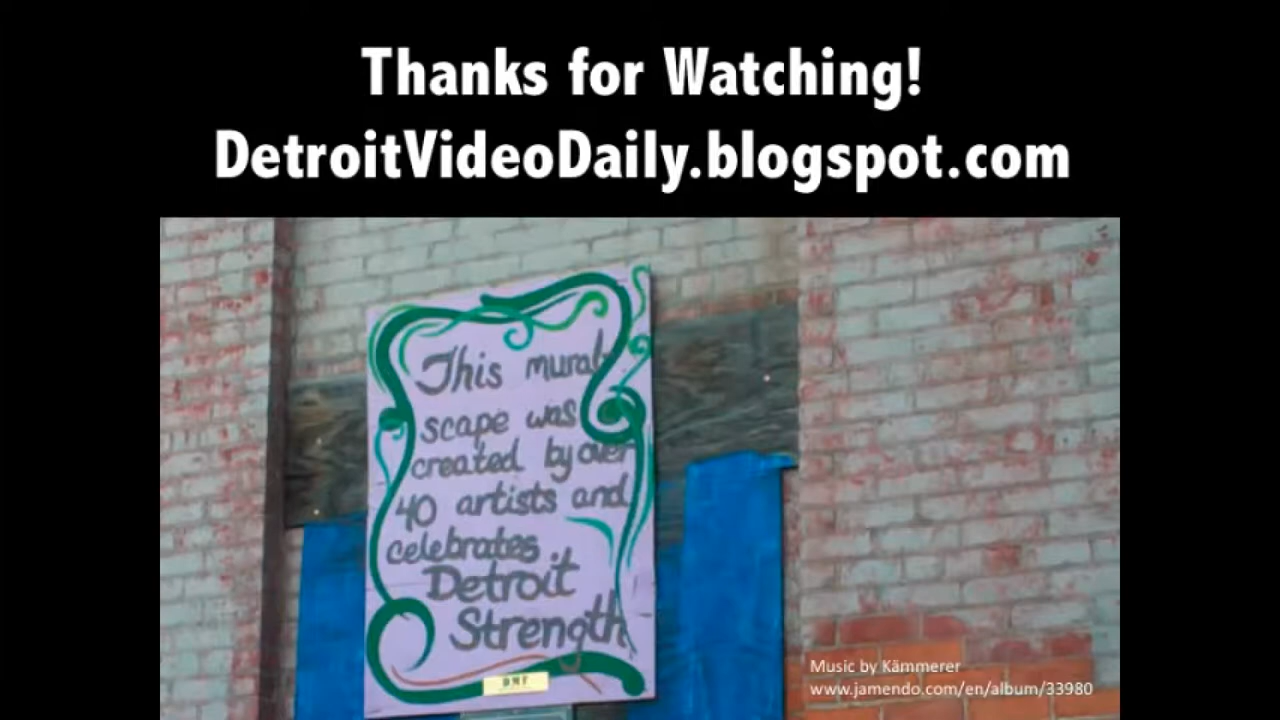 Thanks for Watching!
DetroitVideoDaily.blogspot.com
This mural
scape was
created by over
40 artists and
celebrates
Detroit
Strength
DMF
Music by Kämmerer
www.jamendo.com/en/album/33980